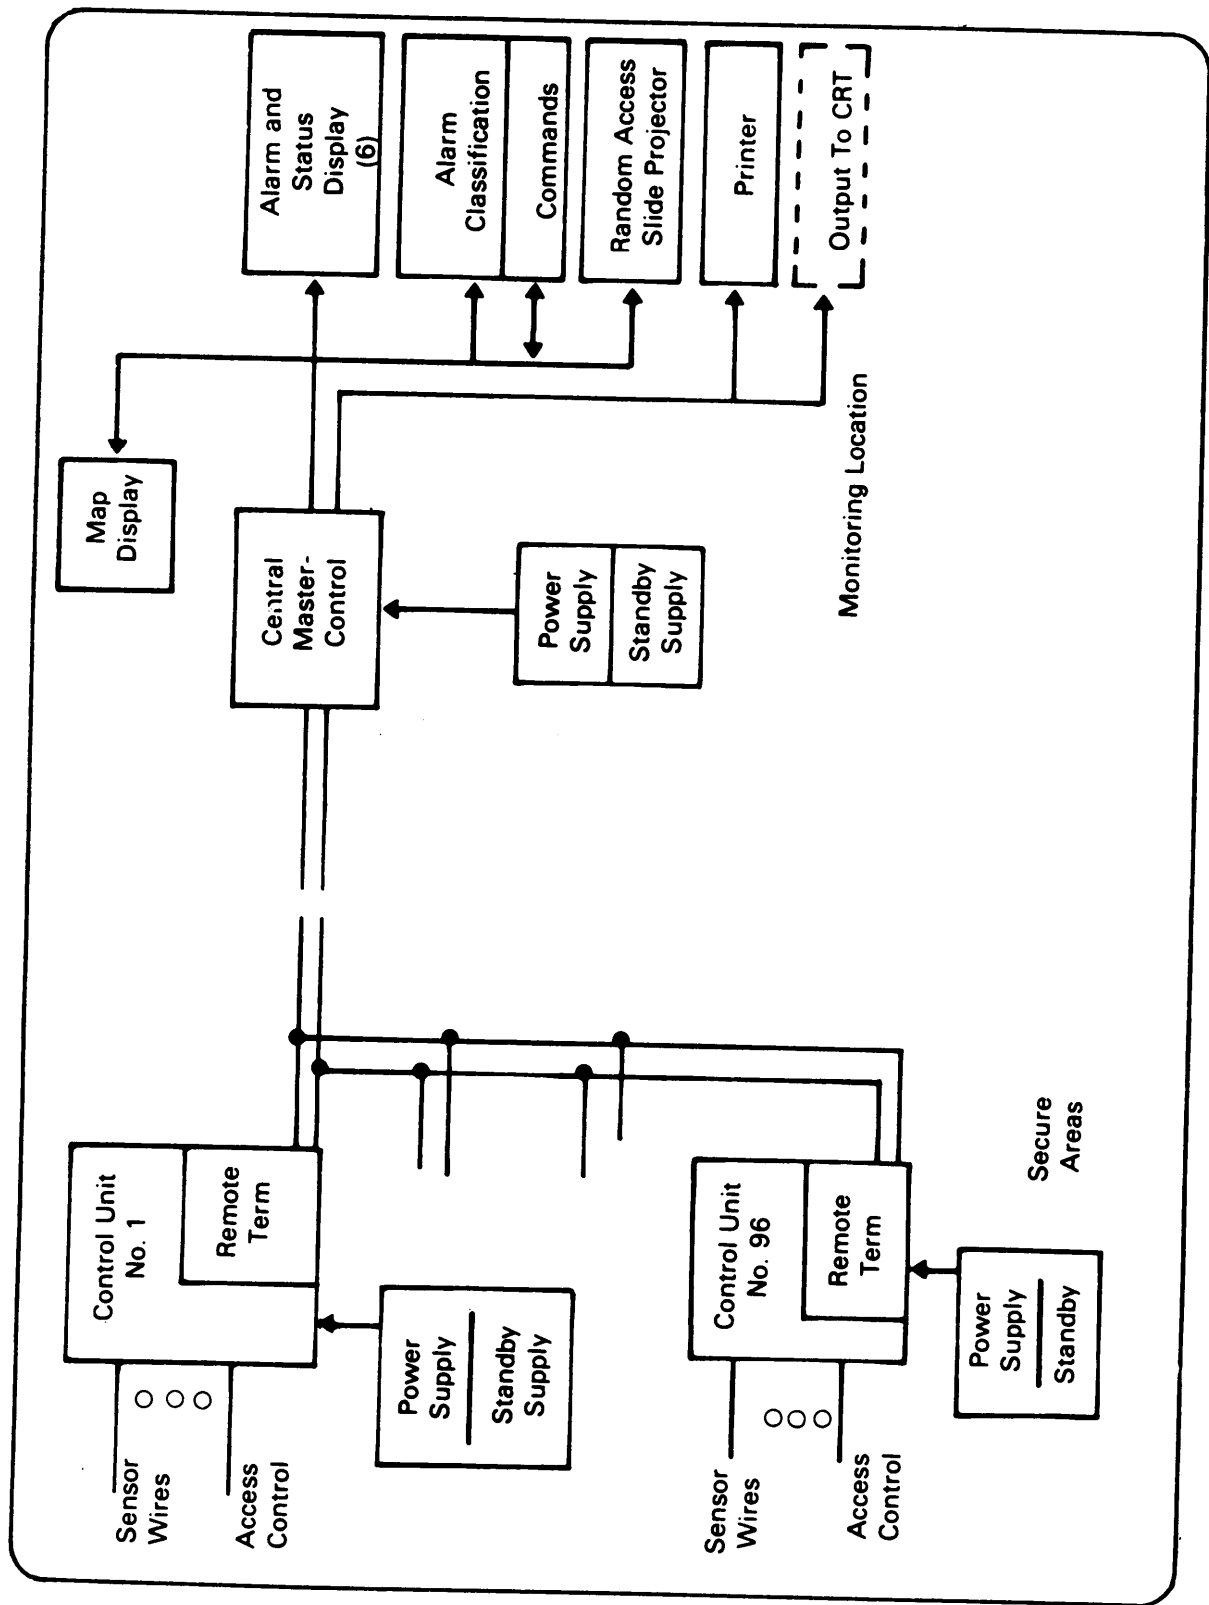 Sensor
Wires
Access
Control
Control Unit
No. 1
Remote
Term
Power
Supply
Standby
Supply
Sensor
Wires
Access
Control
Control Unit
No. 96
Remote
Term
Power
Supply
Standby
Secure
Areas
Map
Display
Central
Master-
Control
Power
Supply
Standby
Supply
Monitoring Location
Alarm and
Status
Display
(6)
Alarm
Classification
Commands
Random Access
Slide Projector
Printer
Output To CRT